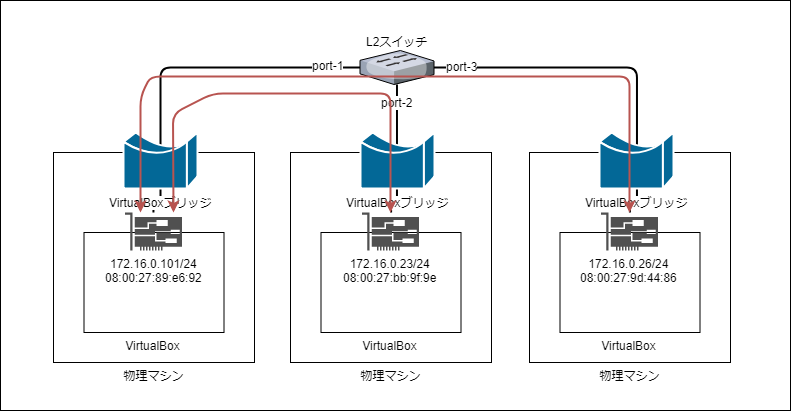 L2スイッチ
port-1
port-3
port-2
VirtualBoxブリッジ
VirtualBoxブリッジ
VirtualBoxブリッジ
172.16.0.101/24
08:00:27:89:e6:92
172.16.0.23/24
08:00:27:bb:9f:9e
172.16.0.26/24
08:00:27:9d:44:86
VirtualBox
VirtualBox
VirtualBox
物理マシン
物理マシン
物理マシン